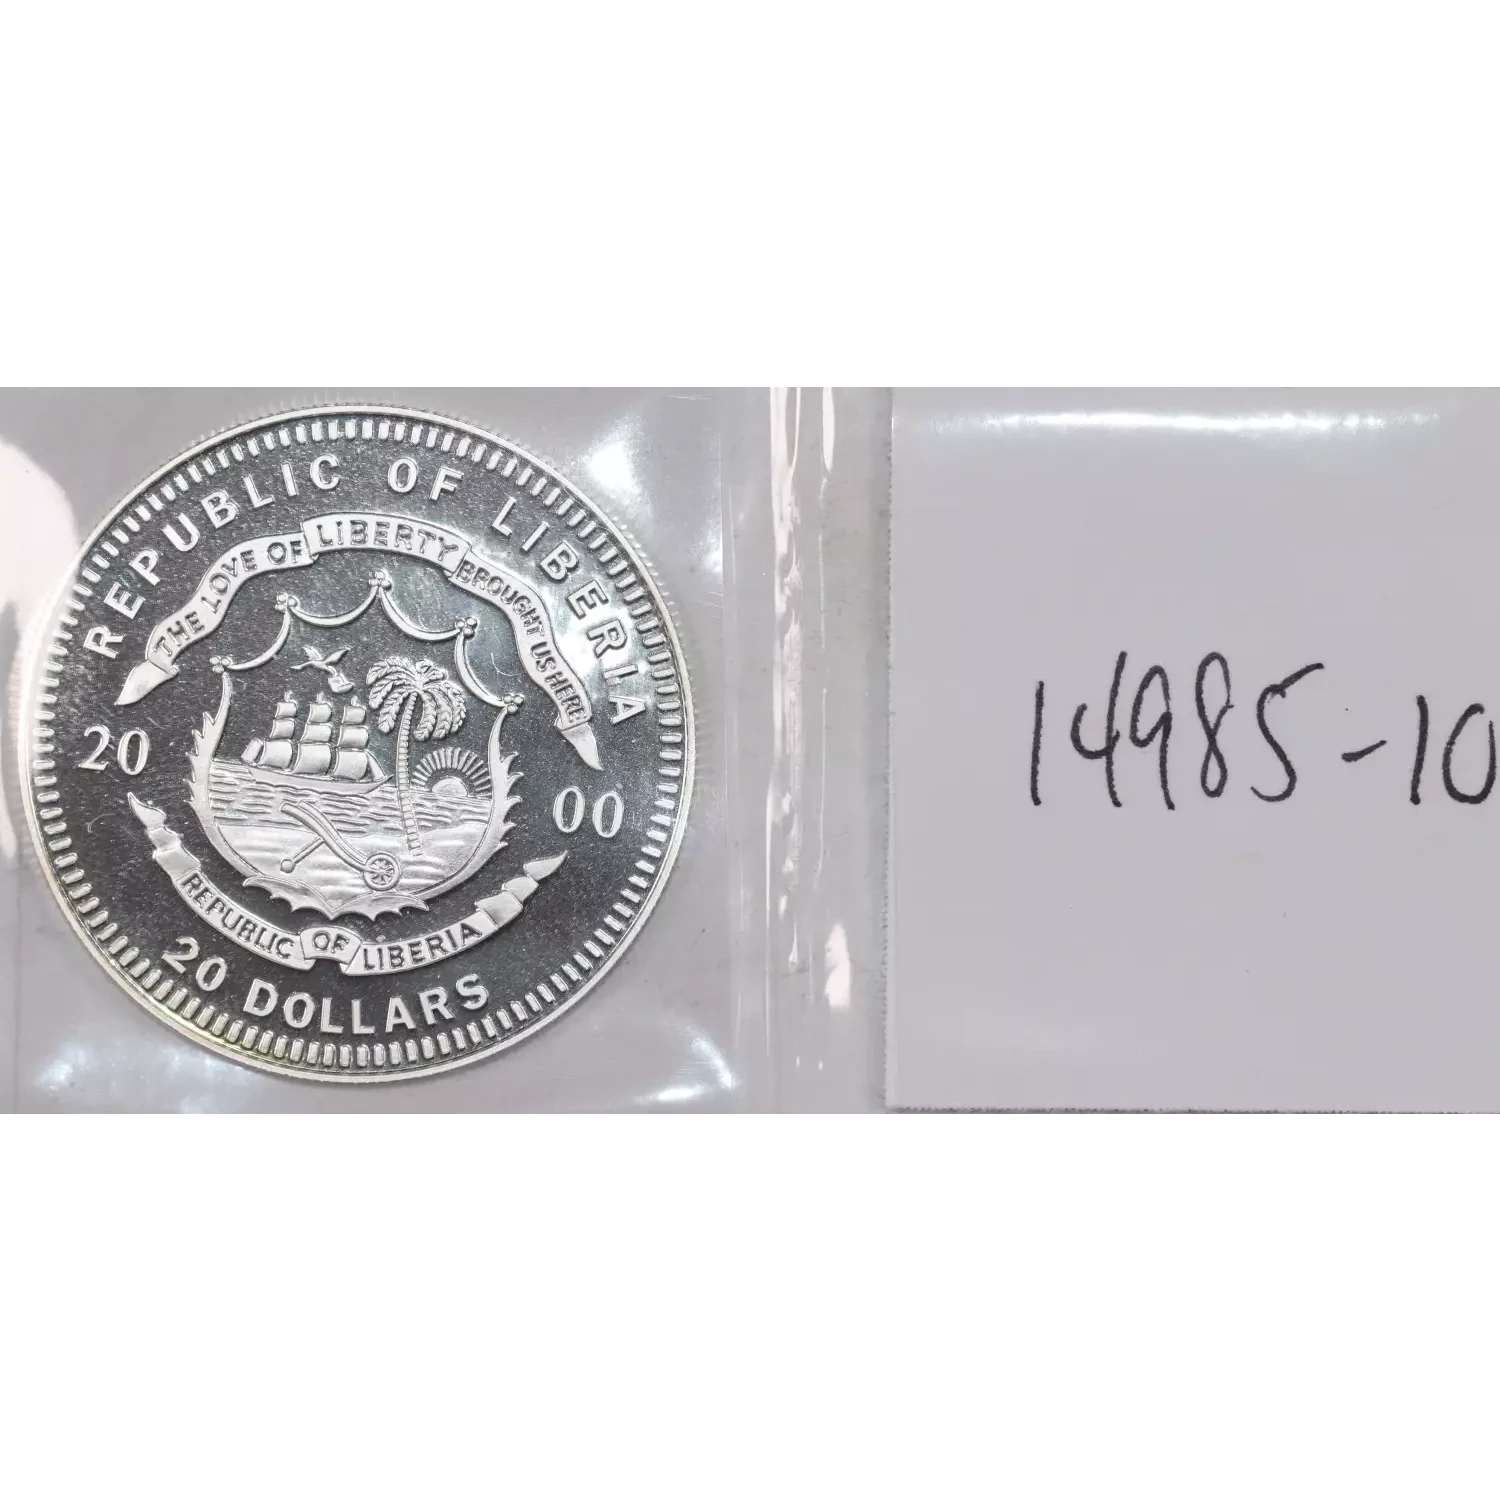 REPUBLIC OF LIBERIA
THE LOVE OF LIBERTY BROUGHT US HERE
20 00
REPUBLIC OF LIBERIA
20 DOLLARS
14985-10